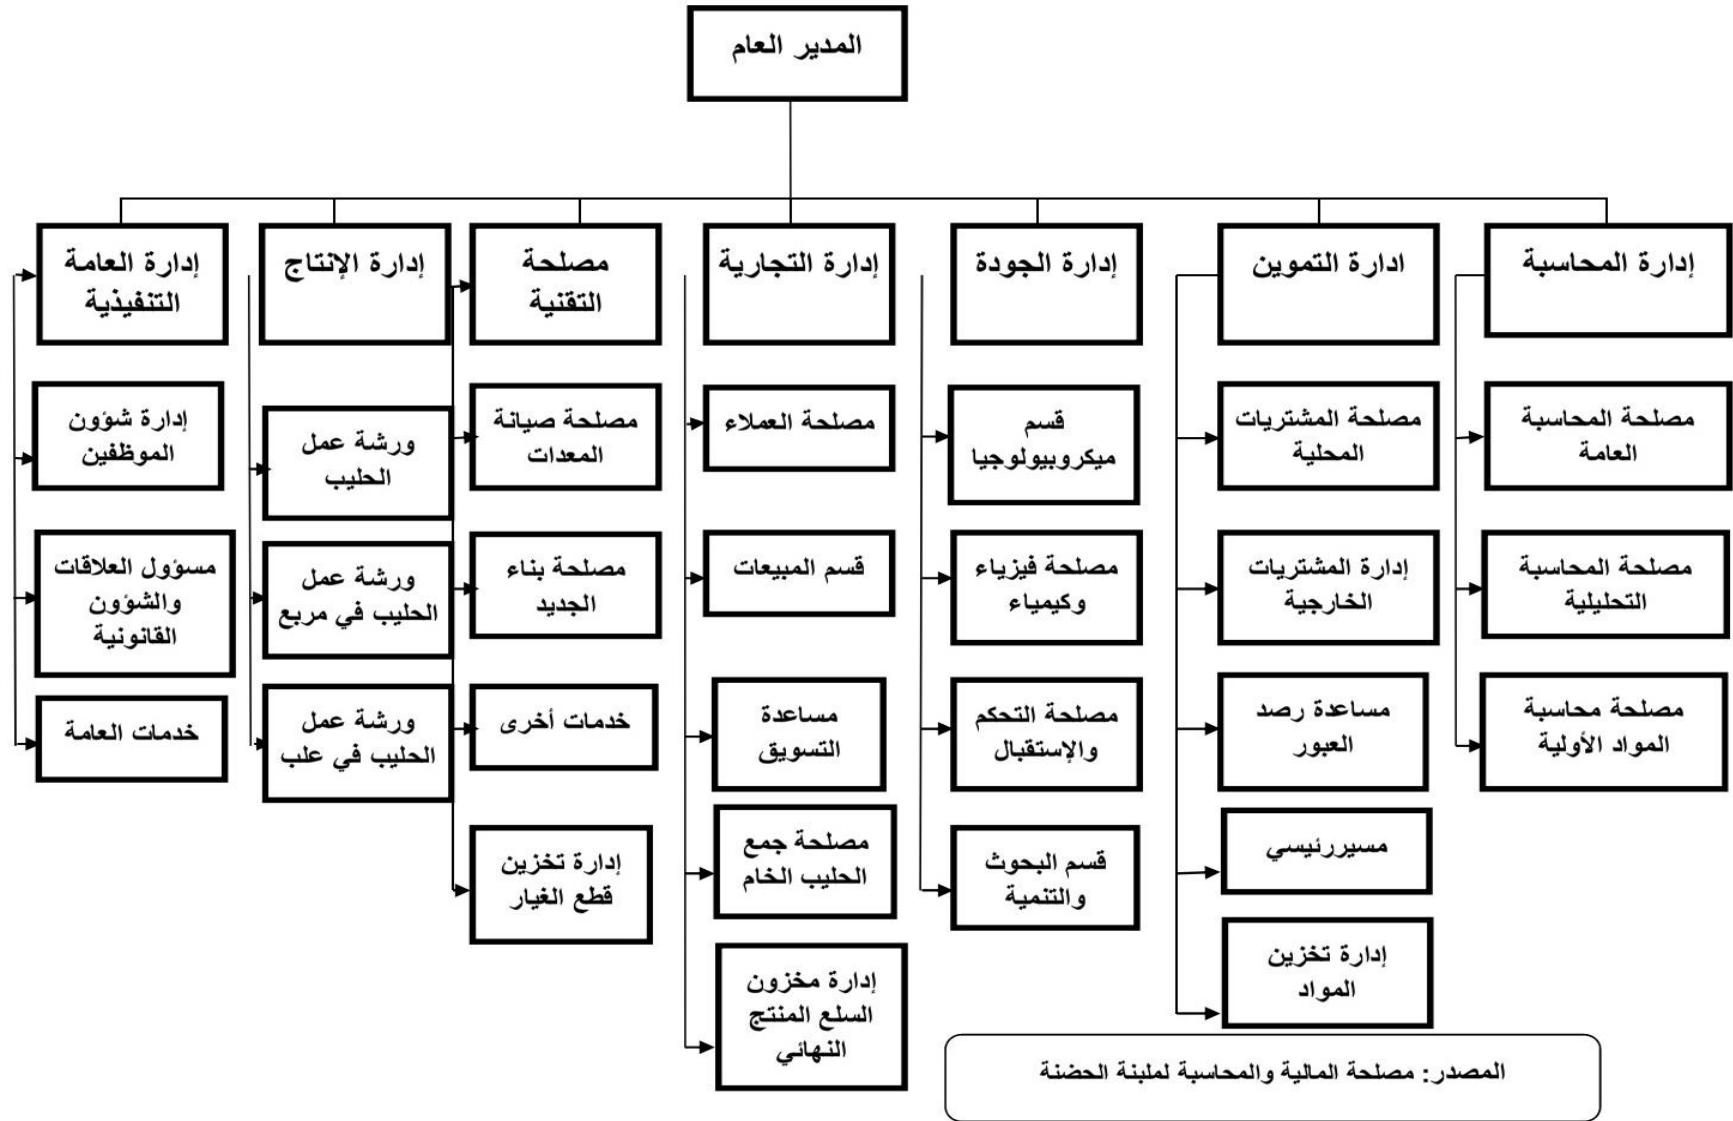 المدير العام
إدارة المحاسبة
ادارة التموين
إدارة الجودة
إدارة التجارية
مصلحة
التقنية
إدارة الإنتاج
إدارة العامة
التنفيذية
مصلحة المحاسبة
العامة
مصلحة المحاسبة
التحليلية
مصلحة محاسبة
المواد الأولية
مصلحة المشتريات
المحلية
إدارة المشتريات
الخارجية
مساعدة رصد
العبور
مسيررئيسي
إدارة تخزين
المواد
قسم
ميكروبيولوجيا
مصلحة فيزياء
وكيمياء
مصلحة التحكم
والإستقبال
قسم البحوث
والتنمية
مصلحة العملاء
قسم المبيعات
مساعدة
التسويق
مصلحة جمع
الحليب الخام
إدارة مخزون
السلع المنتج
النهائي
مصلحة صيانة
المعدات
مصلحة بناء
الجديد
خدمات أخرى
إدارة تخزين
قطع الغيار
ورشة عمل
الحليب
ورشة عمل
الحليب في مربع
ورشة عمل
الحليب في علب
إدارة شؤون
الموظفين
مسؤول العلاقات
والشؤون
القانونية
خدمات العامة
المصدر: مصلحة المالية والمحاسبة لملبنة الحضنة